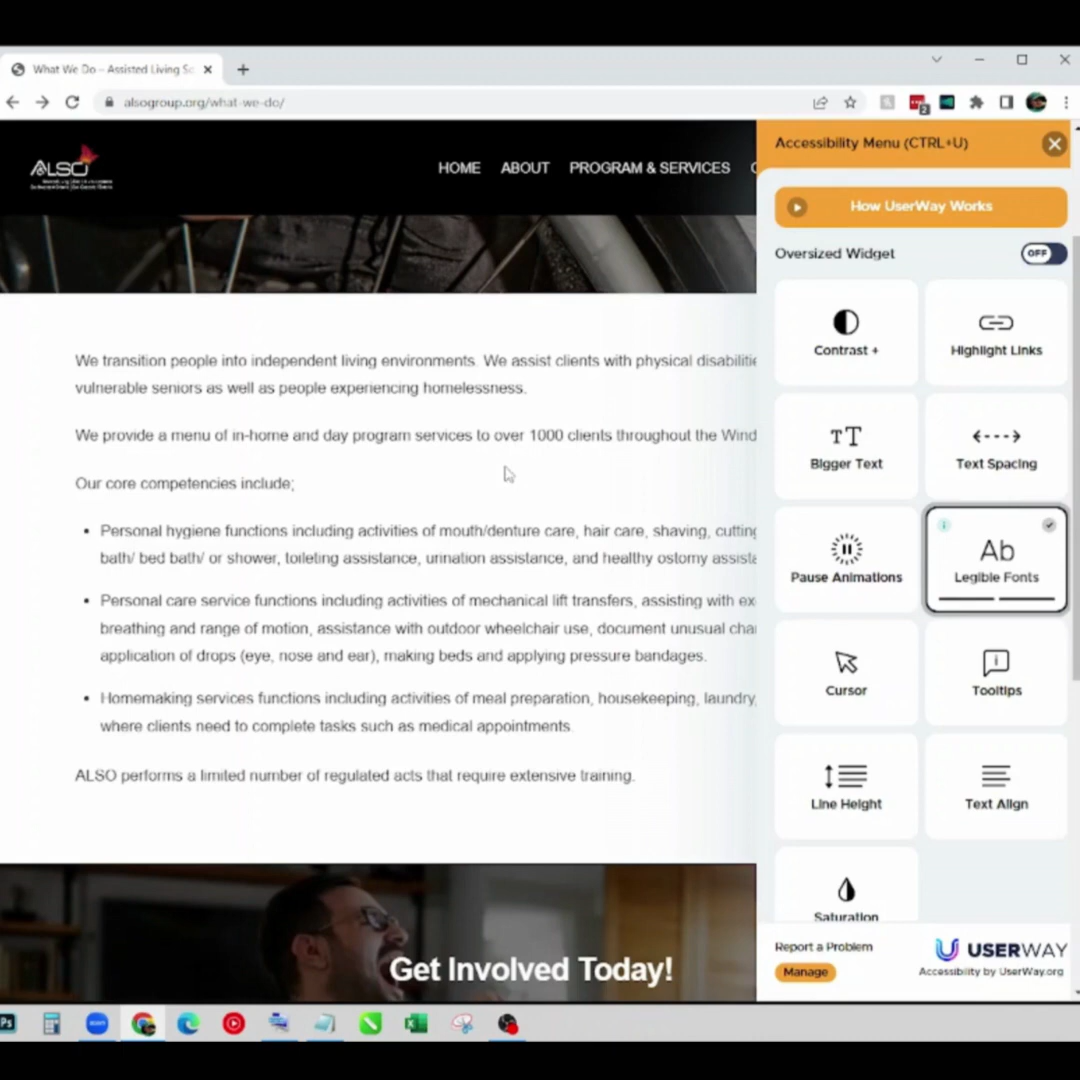 What We Do – Assisted Living So
alsogroup.org/what-we-do/
2
ALSO
HOME
ABOUT
PROGRAM & SERVICES
We transition people into independent living environments. We assist clients with physical disabilitie
vulnerable seniors as well as people experiencing homelessness.
We provide a menu of in-home and day program services to over 1000 clients throughout the Wind
Our core competencies include;
• Personal hygiene functions including activities of mouth/denture care, hair care, shaving, cutting
bath/ bed bath/ or shower, toileting assistance, urination assistance, and healthy ostomy assista
• Personal care service functions including activities of mechanical lift transfers, assisting with ex
breathing and range of motion, assistance with outdoor wheelchair use, document unusual char
application of drops (eye, nose and ear), making beds and applying pressure bandages.
• Homemaking services functions including activities of meal preparation, housekeeping, laundry,
where clients need to complete tasks such as medical appointments
ALSO performs a limited number of regulated acts that require extensive training.
Get Involved Today!
Accessibility Menu (CTRL+U)
How UserWay Works
Oversized Widget
OFF
Contrast +
Highlight Links
Bigger Text
Text Spacing
Pause Animations
Ab
Legible Fonts
Cursor
Tooltips
Line Height
Text Align
Saturation
Report a Problem
Manage
USERWAY
Accessibility by UserWay.org
Ps
zoom